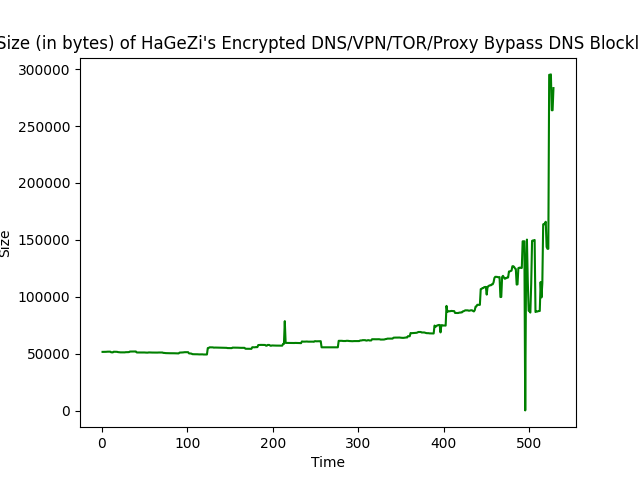 Size (in bytes) of HaGeZi's Encrypted DNS/VPN/TOR/Proxy Bypass DNS Blockl
300000
250000
200000
150000
100000
50000
0
Size
0 100 200 300 400 500
Time